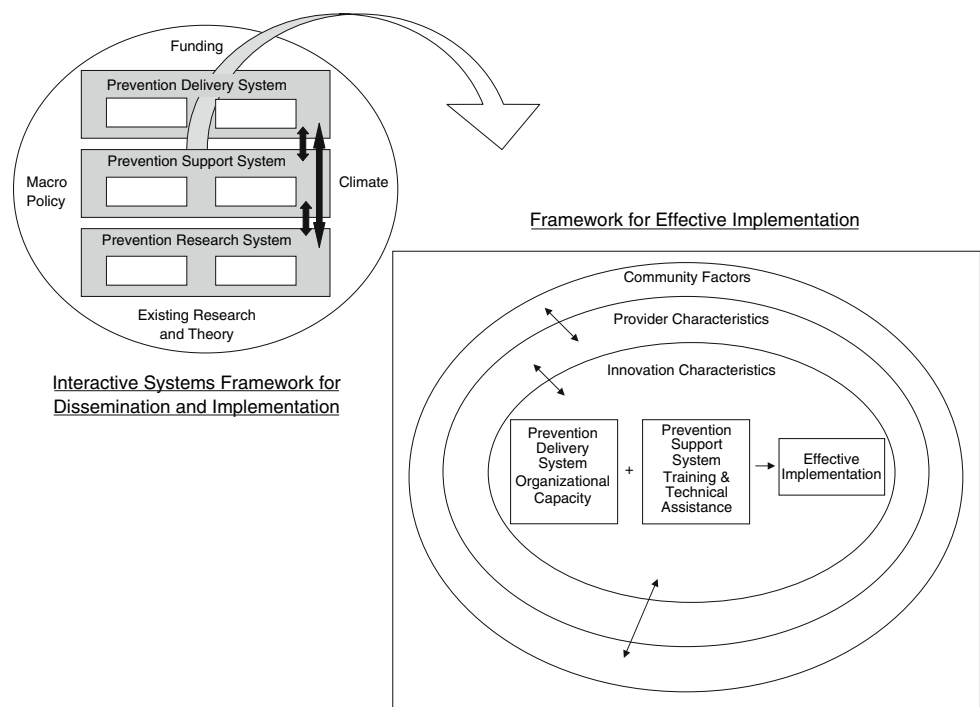 Funding
Prevention Delivery System
Prevention Support System
Macro
Policy
Climate
Prevention Research System
Existing Research
and Theory
Interactive Systems Framework for
Dissemination and Implementation
Framework for Effective Implementation
Community Factors
Provider Characteristics
Innovation Characteristics
Prevention
Delivery
System
Organizational
Capacity
+
Prevention
Support
System
Training &
Technical
Assistance
Effective
Implementation